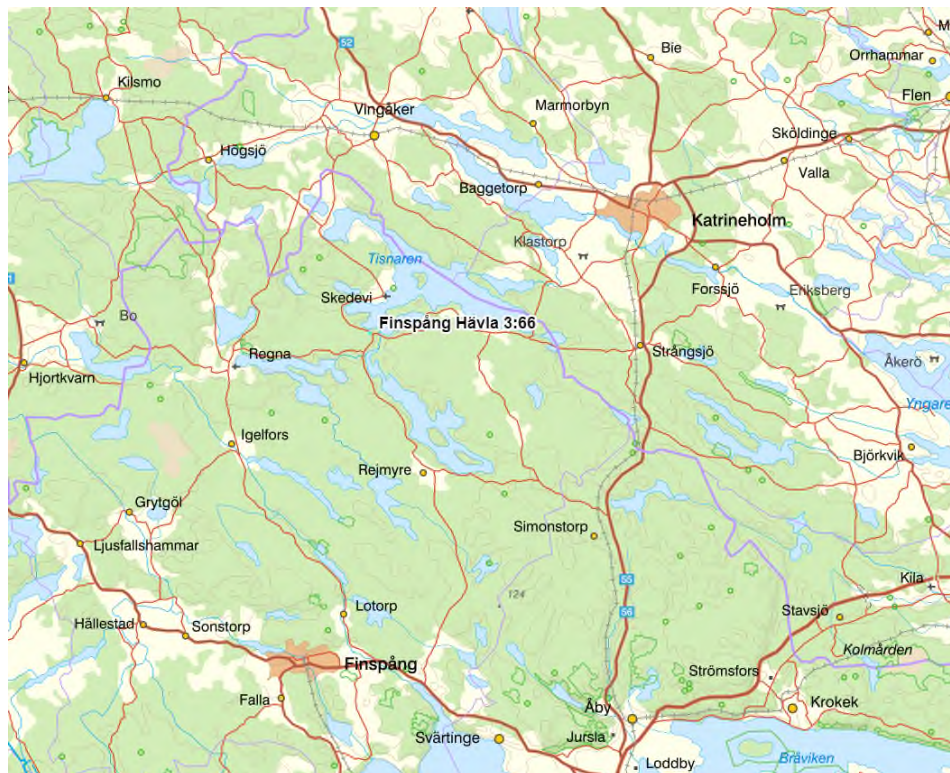 52
Bie
M
Orrhammar
Kilsmo
Flen
Vingåker
Marmorbyn
Sköldinge
Högsjö
Valla
Baggetorp
Katrineholm
Klastorp
Tisnaren
Forssjö
Eriksberg
Skedevi
Bo
Finspång Hävla 3:66
Regna
Strångsjö
Åkerö
Hjortkvarn
Yngare
Igelfors
Björkvik
Rejmyre
Grytgöl
Simonstorp
Ljusfallshammar
55
Kila
124
56
Lotorp
Stavsjö
Hällestad
Sonstorp
Kolmården
Finspång
Strömsfors
Falla
Åby
Krokek
Svärtinge
Jursla
Bråviken
Loddby